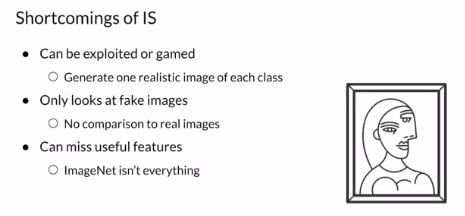 Shortcomings of IS
● Can be exploited or gamed
○ Generate one realistic image of each class
● Only looks at fake images
○ No comparison to real images
● Can miss useful features
○ ImageNet isn't everything